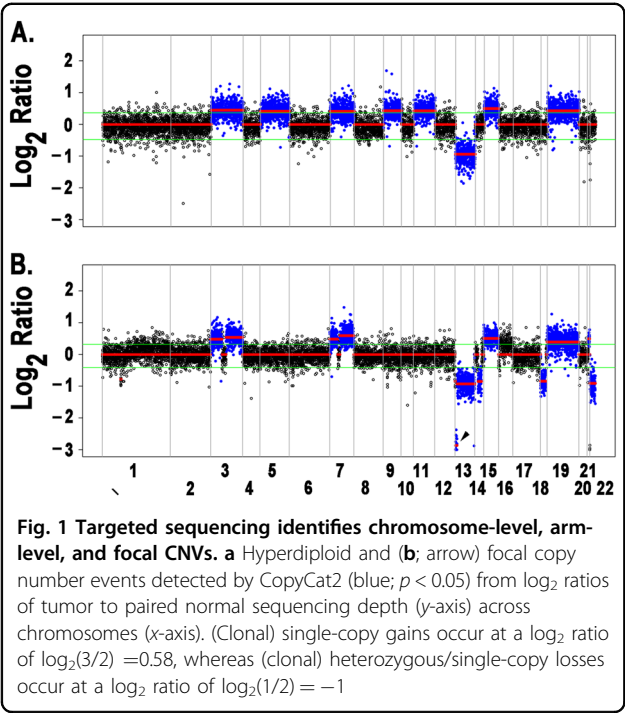 A.
Log2 Ratio
2
1
0
−1
−2
−3
B.
Log2 Ratio
2
1
0
−1
−2
−3
1 3 5 7 9 11 13 15 17 19 21
2 4 6 8 10 12 14 16 18 20 22
Fig. 1 Targeted sequencing identifies chromosome-level, arm-
level, and focal CNVs. a Hyperdiploid and (b; arrow) focal copy
number events detected by CopyCat2 (blue; p < 0.05) from log₂ ratios
of tumor to paired normal sequencing depth (y-axis) across
chromosomes (x-axis). (Clonal) single-copy gains occur at a log₂ ratio
of log₂(3/2) =0.58, whereas (clonal) heterozygous/single-copy losses
occur at a log₂ ratio of log₂(1/2) = −1